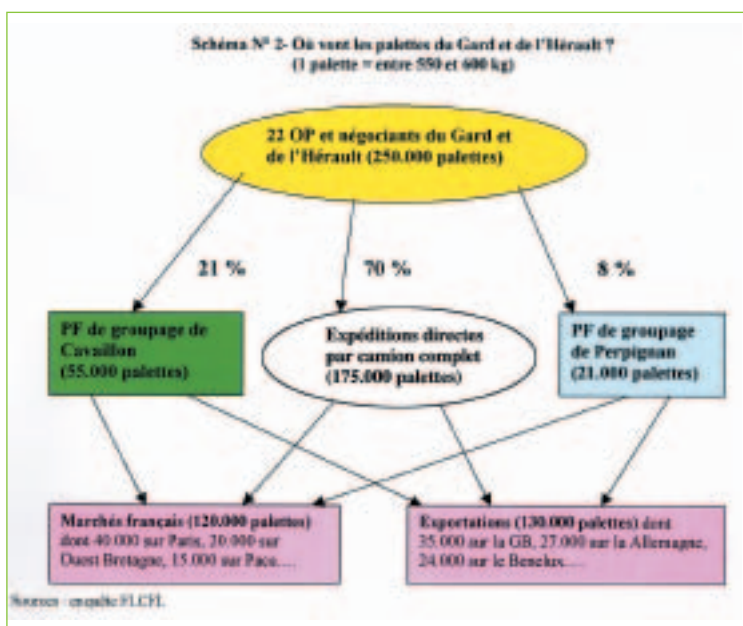 Schéma N° 2- Où vont les palettes du Gard et de l'Hérault ?
(1 palette = entre 550 et 600 kg)
22 OP et négociants du Gard et
de l'Hérault (250.000 palettes)
21 %
70 %
8 %
PF de groupage de
Cavaillon
(55.000 palettes)
Expéditions directes
par camion complet
(175.000 palettes)
PF de groupage
de Perpignan
(21.000 palettes)
Marchés français (120.000 palettes)
dont 40.000 sur Paris, 20.000 sur
Ouest Bretagne, 15.000 sur Paca....
Exportations (130.000 palettes) dont
35.000 sur la GB, 27.000 sur la Allemagne,
24.000 sur le Benelux....
Sources enquête